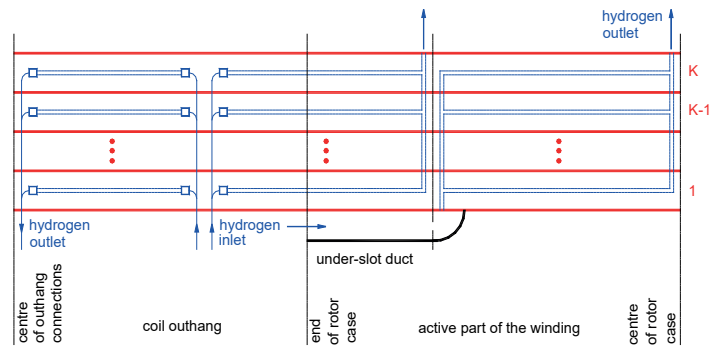 hydrogen
outlet
K
K-1
1
hydrogen
outlet
hydrogen
inlet
under-slot duct
centre
of outhang
connections
coil outhang
end
of rotor
case
active part of the winding
centre
of rotor
case